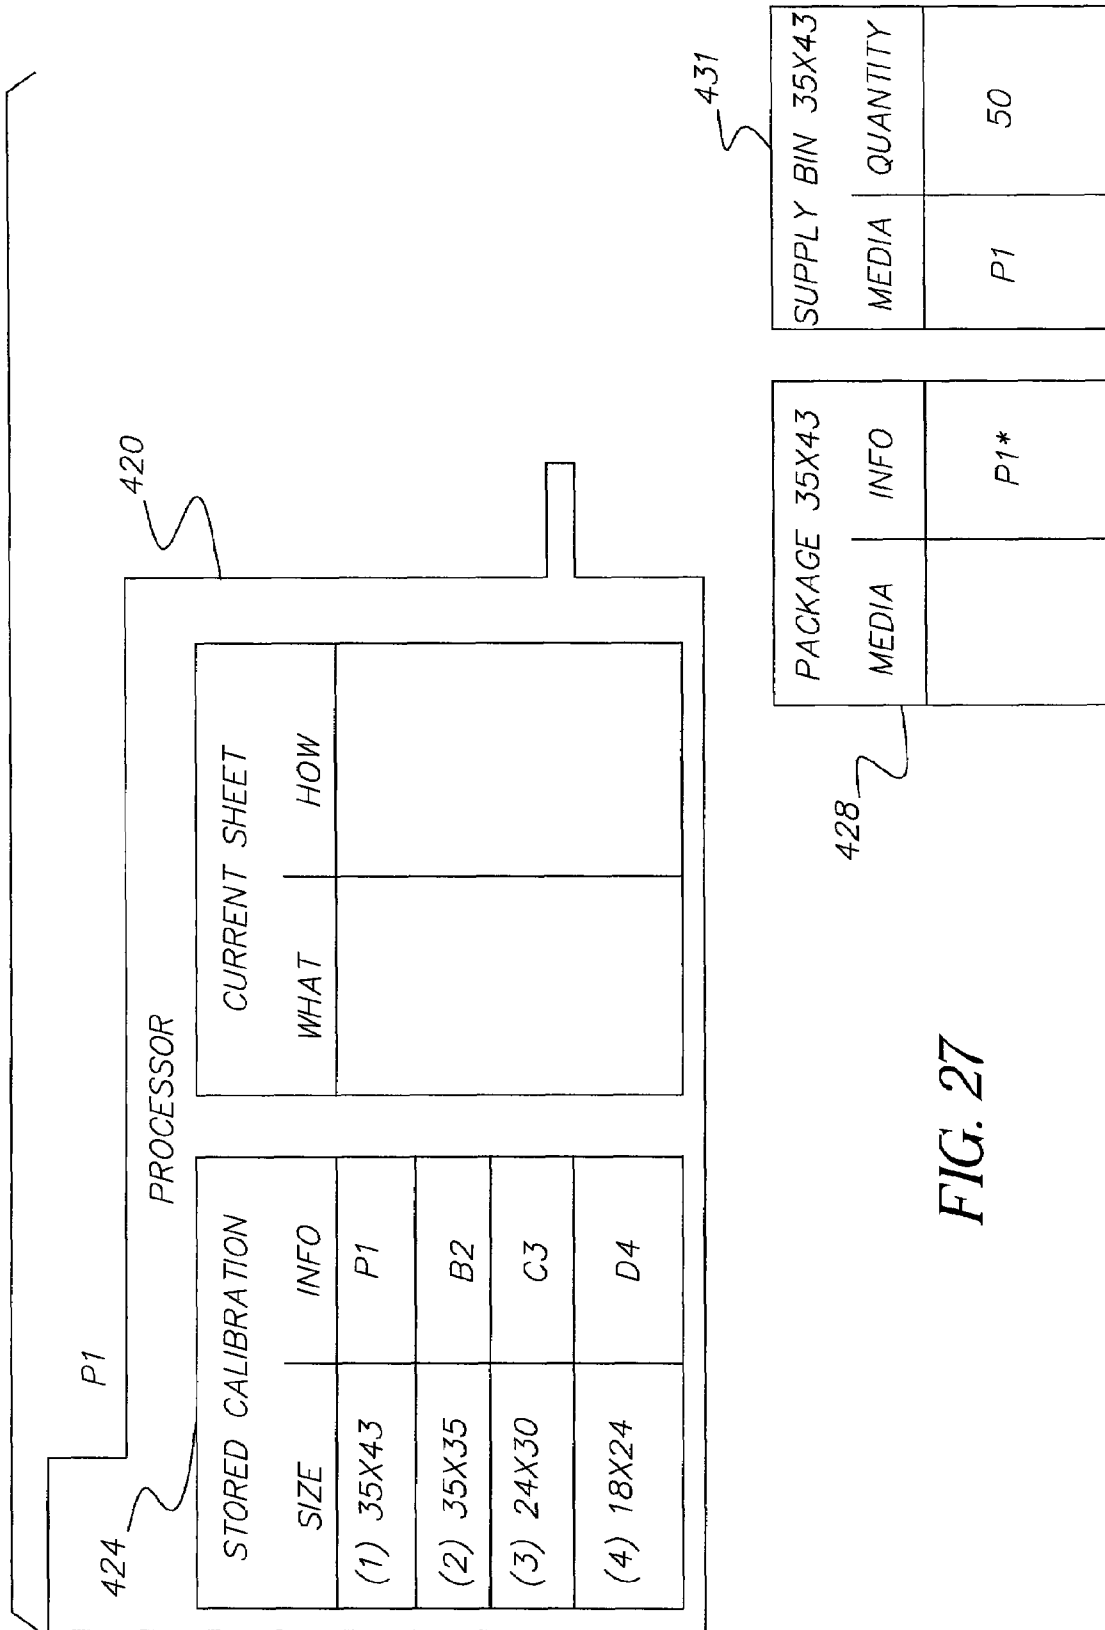 P1
PROCESSOR
420
424
STORED CALIBRATION
SIZE INFO
(1) 35X43 P1
(2) 35X35 B2
(3) 24X30 C3
(4) 18X24 D4
CURRENT SHEET
WHAT HOW
428
PACKAGE 35X43
MEDIA INFO
P1*
431
SUPPLY BIN 35X43
MEDIA QUANTITY
P1 50
FIG. 27